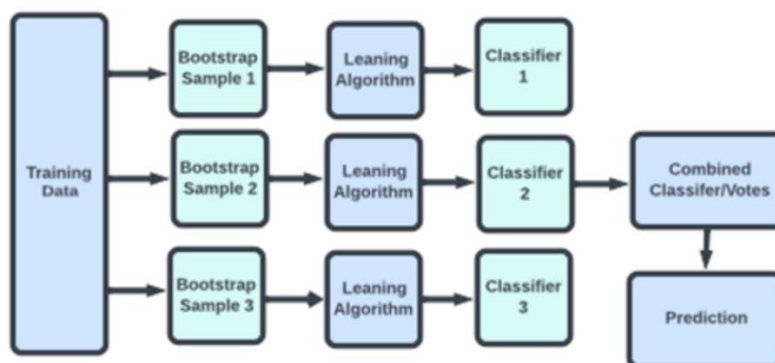 Training
Data
Bootstrap
Sample 1
Leaning
Algorithm
Classifier
1
Bootstrap
Sample 2
Leaning
Algorithm
Classifier
2
Combined
Classifer/Votes
Bootstrap
Sample 3
Leaning
Algorithm
Classifier
3
Prediction